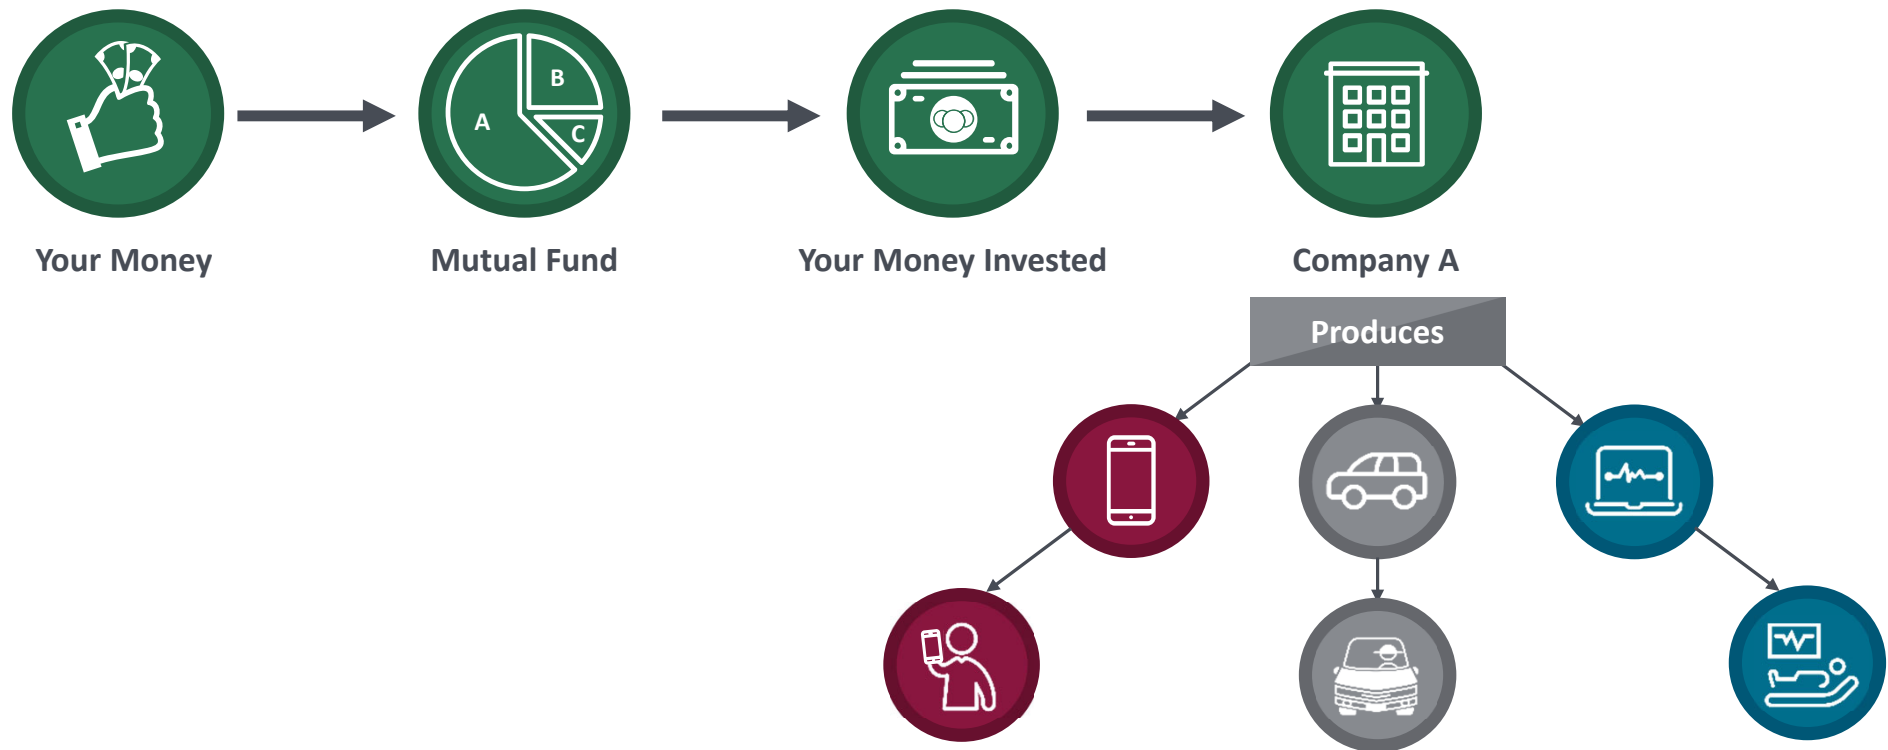 A
B
C
Your Money
Mutual Fund
Your Money Invested
Company A
Produces